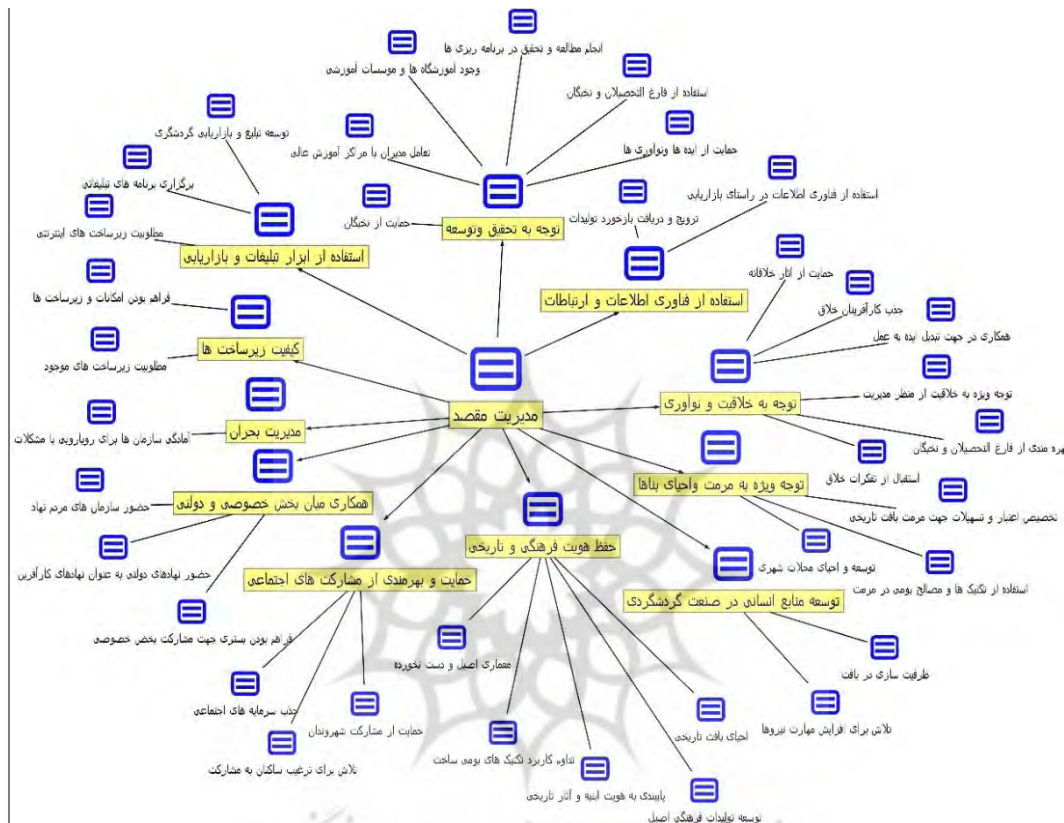 انجام مطالعه و تحقیق در برنامه ریزی ها
وجود آموزشگاه ها و موسسات آموزشی
استفاده از فارغ التحصیلان و نخبگان
توسعه تبلیغ و بازاریابی گردشگری
تعامل مدیران با مراکز آموزش عالی
حمایت از ایده ها ونوآوری ها
برگزاری برنامه های تبلیغاتی
استفاده از فناوری اطلاعات در راستای بازاریابی
حمایت از نخبگان
ترویج و دریافت بازخورد تولیدات
توجه به تحقیق وتوسعه
مطلوبیت زیرساخت های اینترنتی
استفاده از ابزار تبلیغات و بازاریابی
حمایت از آثار خلاقانه
فراهم بودن امکانات و زیرساخت ها
استفاده از فناوری اطلاعات و ارتباطات
جذب کارآفرینان خلاق
همکاری در جهت تبدیل ایده به عمل
کیفیت زیرساخت ها
مطلوبیت زیرساخت های موجود
توجه ویژه به خلاقیت از منظر مدیریت
توجه به خلاقیت و نوآوری
مدیریت مقصد
مدیریت بحران
آمادگی سازمان ها برای رویارویی با مشکلات
بهره مندی از فارغ التحصیلان و نخبگان
استقبال از تفکرات خلاق
توجه ویژه به مرمت واحیای بناها
همکاری میان بخش خصوصی و دولتی
حضور سازمان های مردم نهاد
تخصیص اعتبار و تسهیلات جهت مرمت بافت تاریخی
حفظ هویت فرهنگی و تاریخی
توسعه و احیای محلات شهری
حضور نهادهای دولتی به عنوان نهادهای کارآفرین
حمایت و بهرمندی از مشارکت های اجتماعی
استفاده از تکنیک ها و مصالح بومی در مرمت
توسعه منابع انسانی در صنعت گردشگردی
فراهم بودن بستری جهت مشارکت بخض خصوصی
معماری اصیل و دست نخورده
ظرفیت سازی در بافت
جذب سرمایه های اجتماعی
حمایت از مشارکت شهروندان
تلاش برای افزایش مهارت نیروها
احیای بافت تاریخی
تداوم کاربرد تکنیک های بومی ساخت
تلاش برای ترغیب ساکنان به مشارکت
پایبندی به هویت ابنیه و آثار تاریخی
توسعه تولیدات فرهنگی اصیل